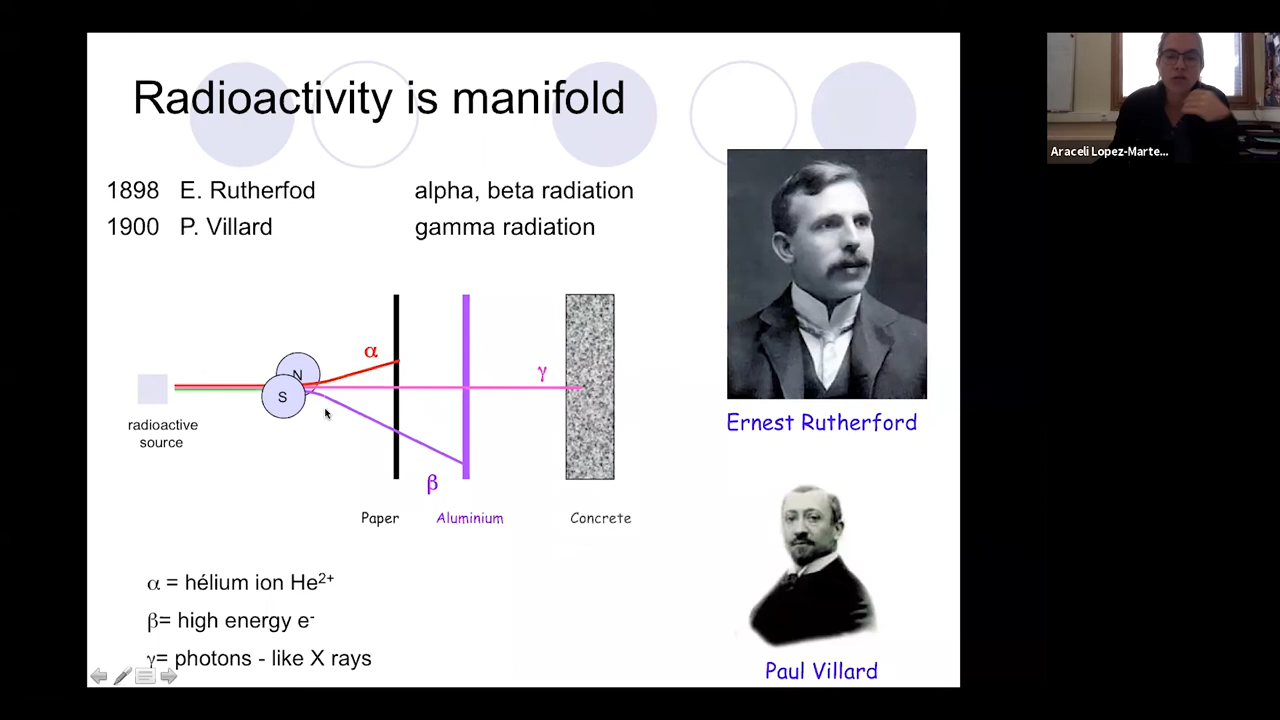 Radioactivity is manifold
1898 E. Rutherfod alpha, beta radiation
1900 P. Villard gamma radiation
α
γ
N
S
radioactive
source
β
Paper Aluminium Concrete
α = hélium ion He²⁺
β= high energy e⁻
γ= photons - like X rays
Ernest Rutherford
Paul Villard
Araceli Lopez-Marte...